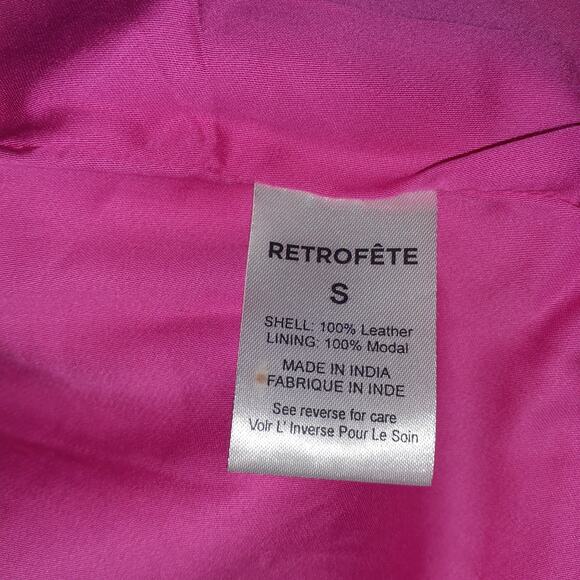 RETROFÊTE
S
SHELL: 100% Leather
LINING: 100% Modal
MADE IN INDIA
FABRIQUE IN INDE
See reverse for care
Voir L' Inverse Pour Le Soin